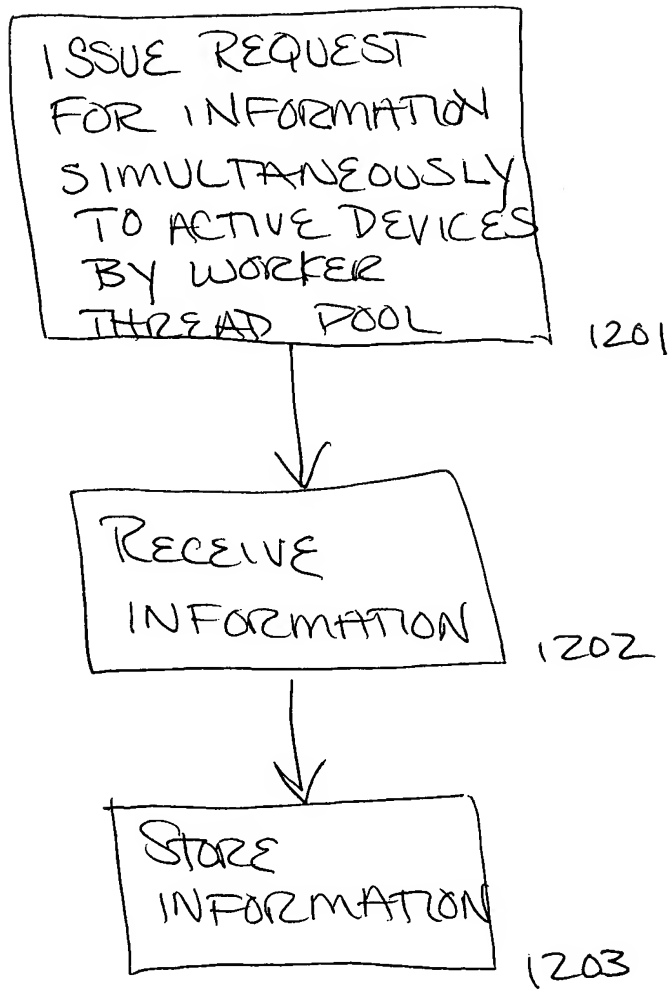 ISSUE REQUEST
FOR INFORMATION
SIMULTANEOUSLY
TO ACTIVE DEVICES
BY WORKER
THREAD POOL
1201
RECEIVE
INFORMATION
1202
STORE
INFORMATION
1203